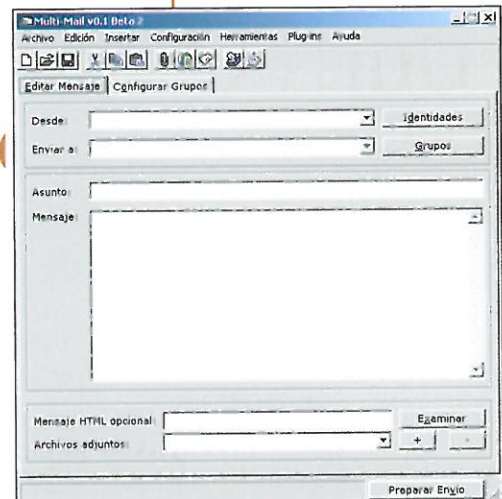 Multi-Mail v0.1 Beta 2
Archivo Edición Insertar Configuración Herramientas Plug-ins Ayuda
Editar Mensaje Configurar Grupos
Desde: Identidades
Enviar a: Grupos
Asunto:
Mensaje:
Mensaje HTML opcional: Examinar
Archivos adjuntos: + -
Preparar Envío